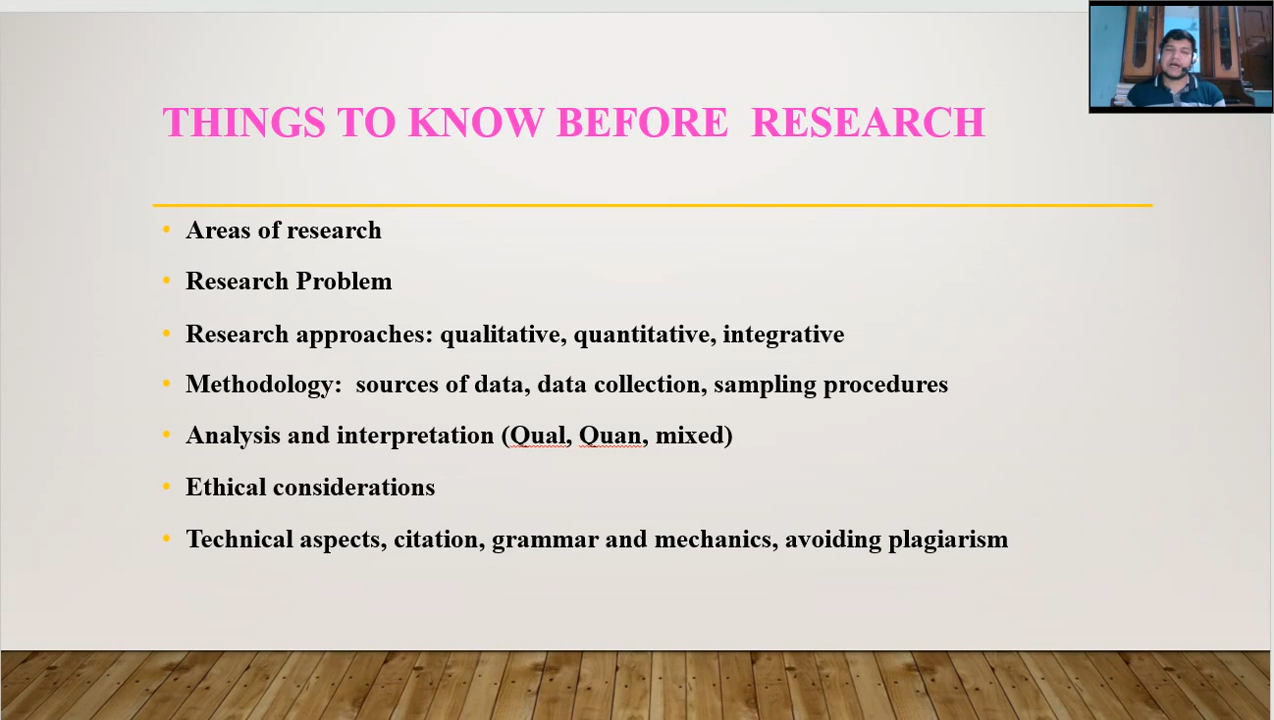 THINGS TO KNOW BEFORE  RESEARCH
• Areas of research
• Research Problem
• Research approaches: qualitative, quantitative, integrative
• Methodology:  sources of data, data collection, sampling procedures
• Analysis and interpretation (Qual, Quan, mixed)
• Ethical considerations
• Technical aspects, citation, grammar and mechanics, avoiding plagiarism